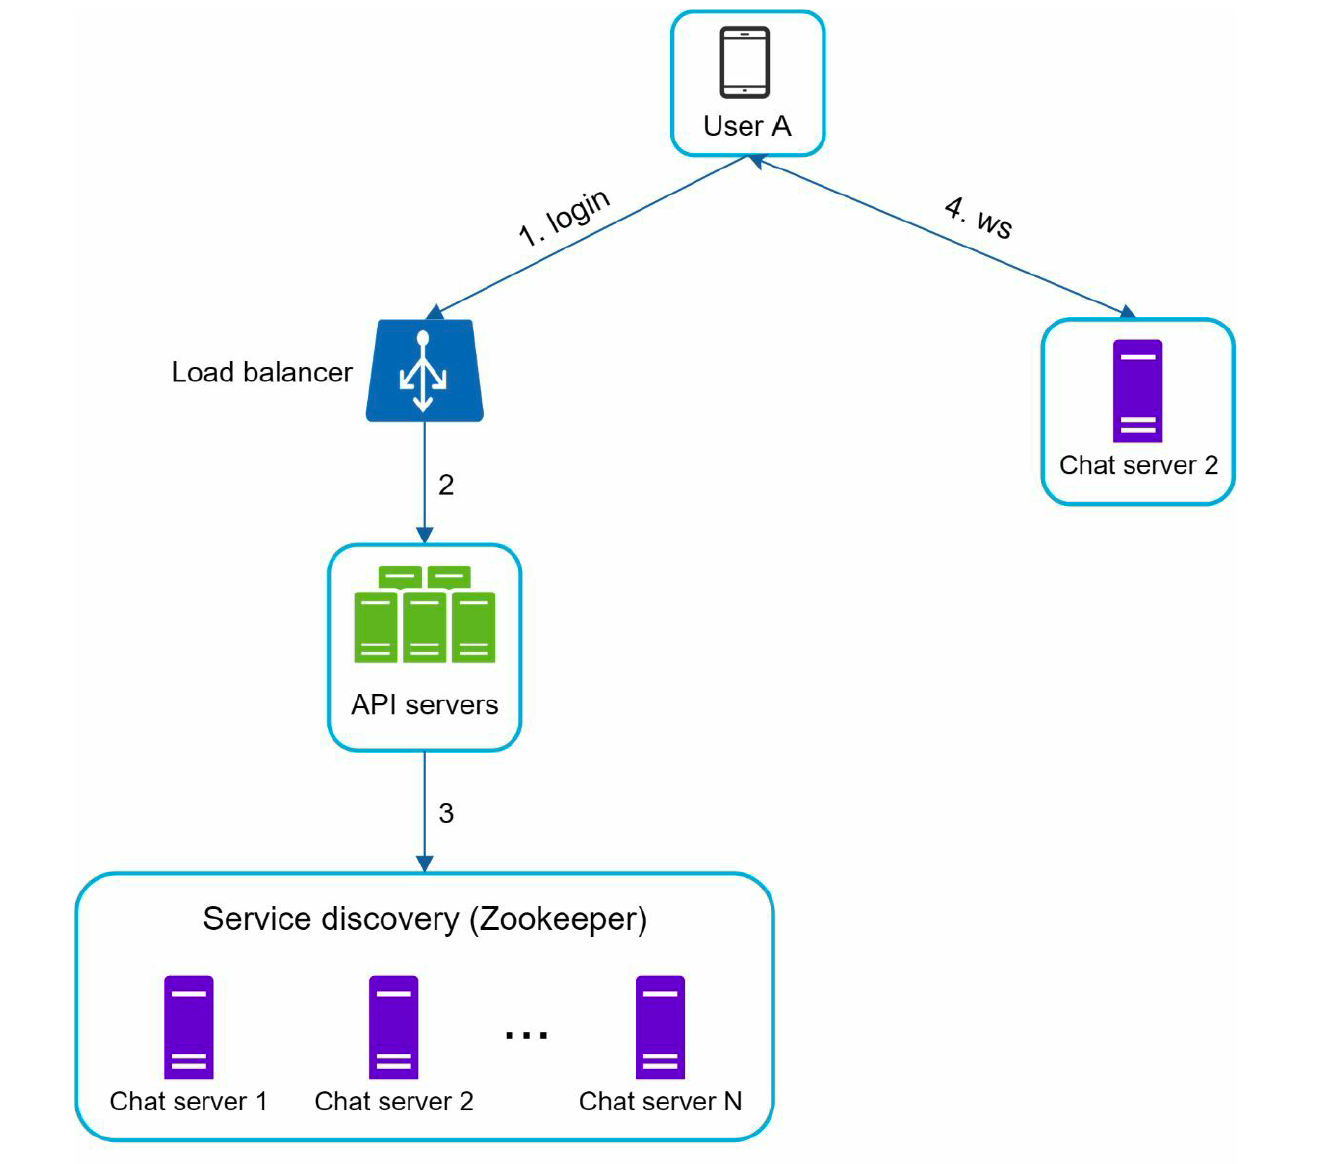 User A
1. login
4. ws
Load balancer
Chat server 2
2
API servers
3
Service discovery (Zookeeper)
...
Chat server 1
Chat server 2
Chat server N